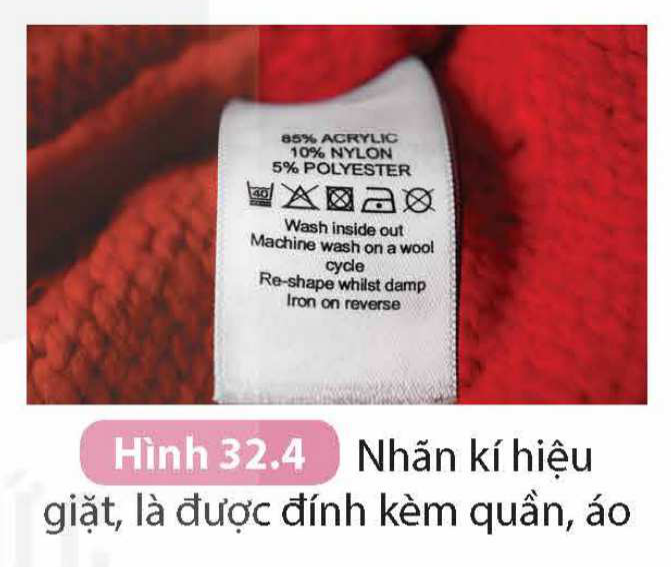 85% ACRYLIC
10% NYLON
5% POLYESTER
40
Wash inside out
Machine wash on a wool
cycle
Re-shape whilst damp
Iron on reverse
Hình 32.4 Nhãn kí hiệu
giặt, là được đính kèm quần, áo